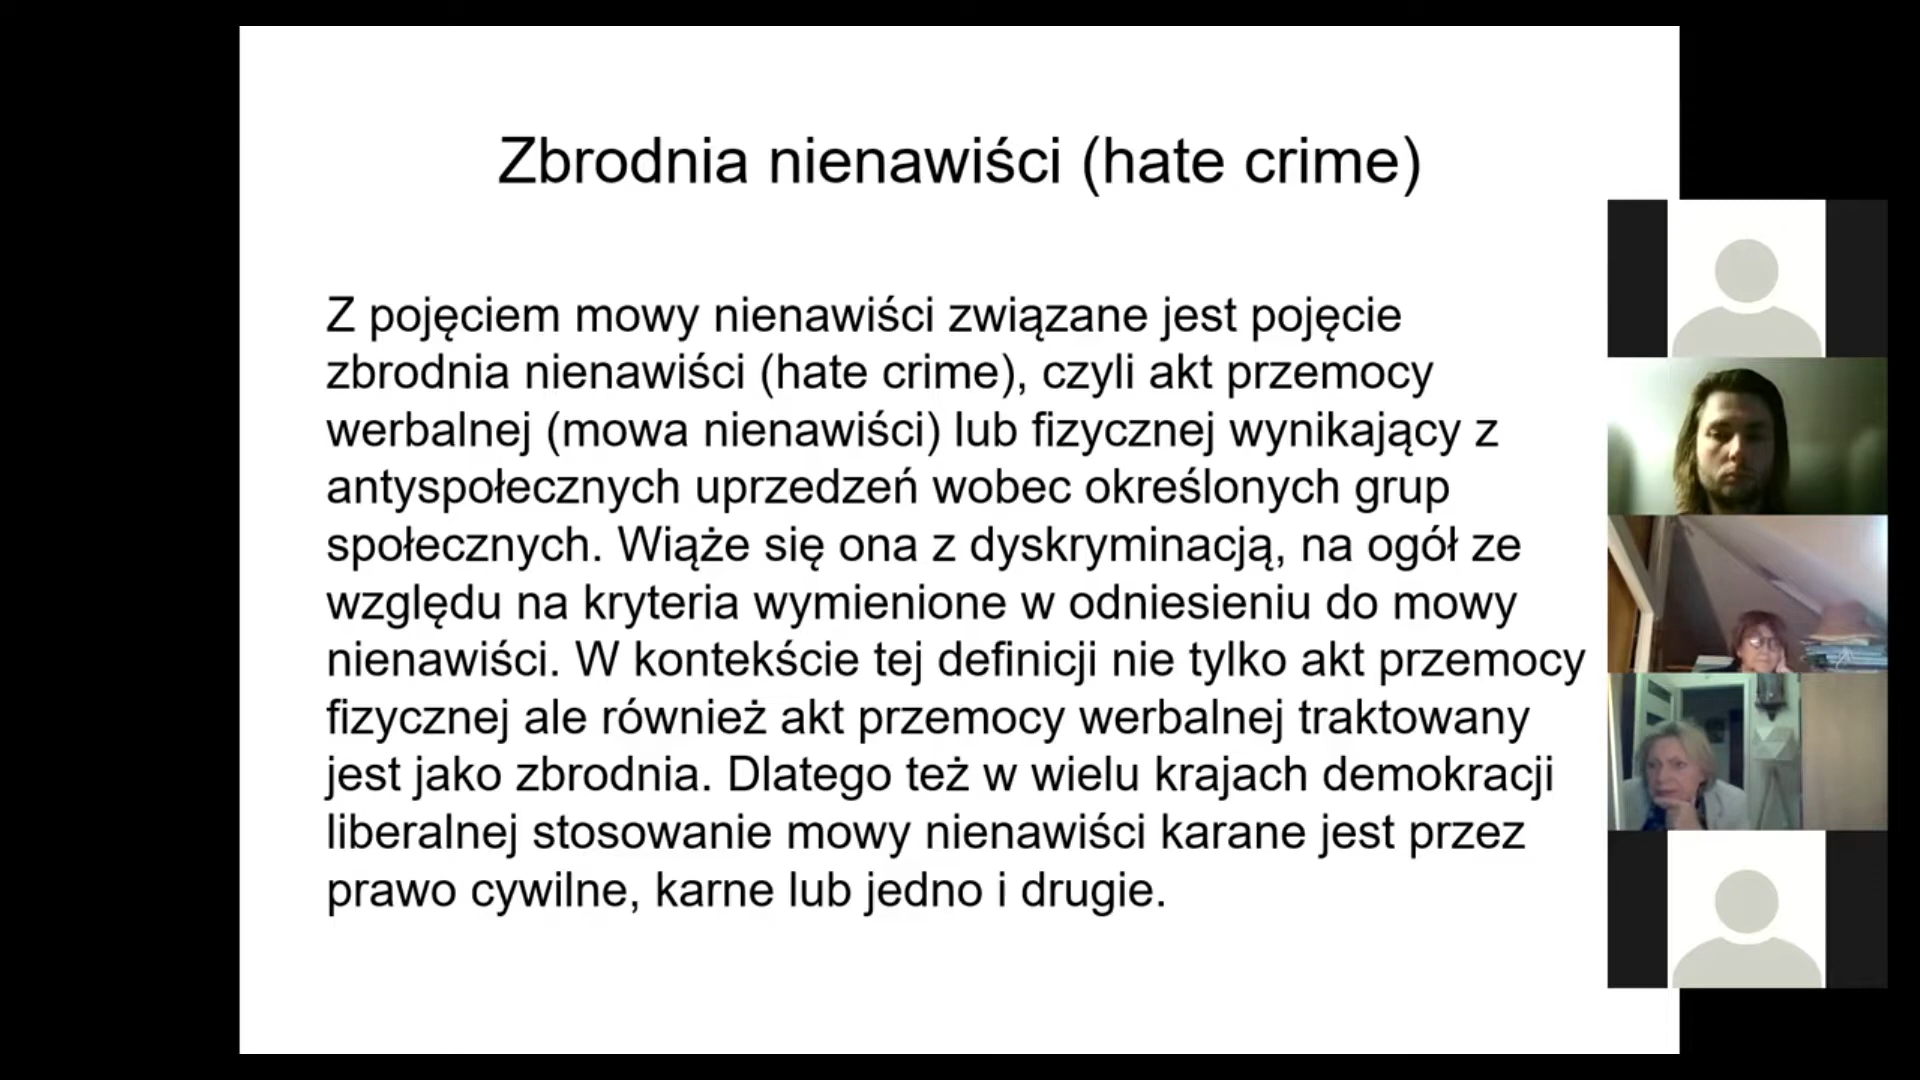 Zbrodnia nienawiści (hate crime)
Z pojęciem mowy nienawiści związane jest pojęcie
zbrodnia nienawiści (hate crime), czyli akt przemocy
werbalnej (mowa nienawiści) lub fizycznej wynikający z
antyspołecznych uprzedzeń wobec określonych grup
społecznych. Wiąże się ona z dyskryminacją, na ogół ze
względu na kryteria wymienione w odniesieniu do mowy
nienawiści. W kontekście tej definicji nie tylko akt przemocy
fizycznej ale również akt przemocy werbalnej traktowany
jest jako zbrodnia. Dlatego też w wielu krajach demokracji
liberalnej stosowanie mowy nienawiści karane jest przez
prawo cywilne, karne lub jedno i drugie.